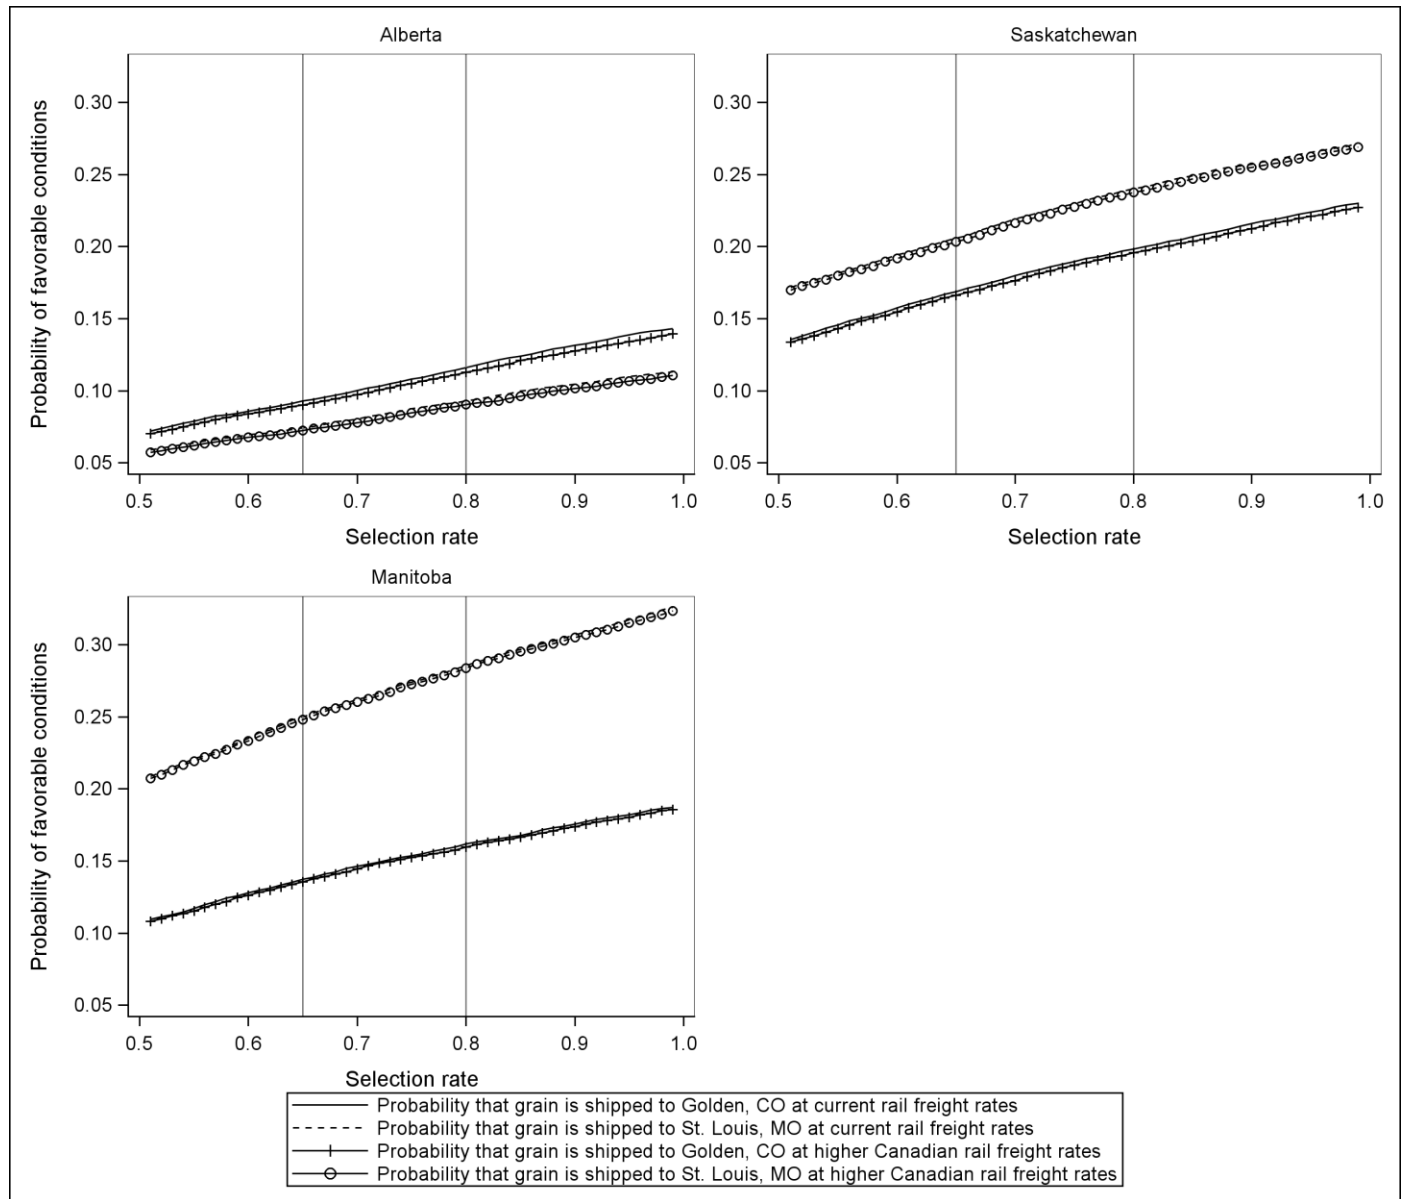 Alberta
Probability of favorable conditions
0.30
0.25
0.20
0.15
0.10
0.05
0.5 0.6 0.7 0.8 0.9 1.0
Selection rate
Saskatchewan
Probability of favorable conditions
0.30
0.25
0.20
0.15
0.10
0.05
0.5 0.6 0.7 0.8 0.9 1.0
Selection rate
Manitoba
Probability of favorable conditions
0.30
0.25
0.20
0.15
0.10
0.05
0.5 0.6 0.7 0.8 0.9 1.0
Selection rate
Probability that grain is shipped to Golden, CO at current rail freight rates
Probability that grain is shipped to St. Louis, MO at current rail freight rates
Probability that grain is shipped to Golden, CO at higher Canadian rail freight rates
Probability that grain is shipped to St. Louis, MO at higher Canadian rail freight rates